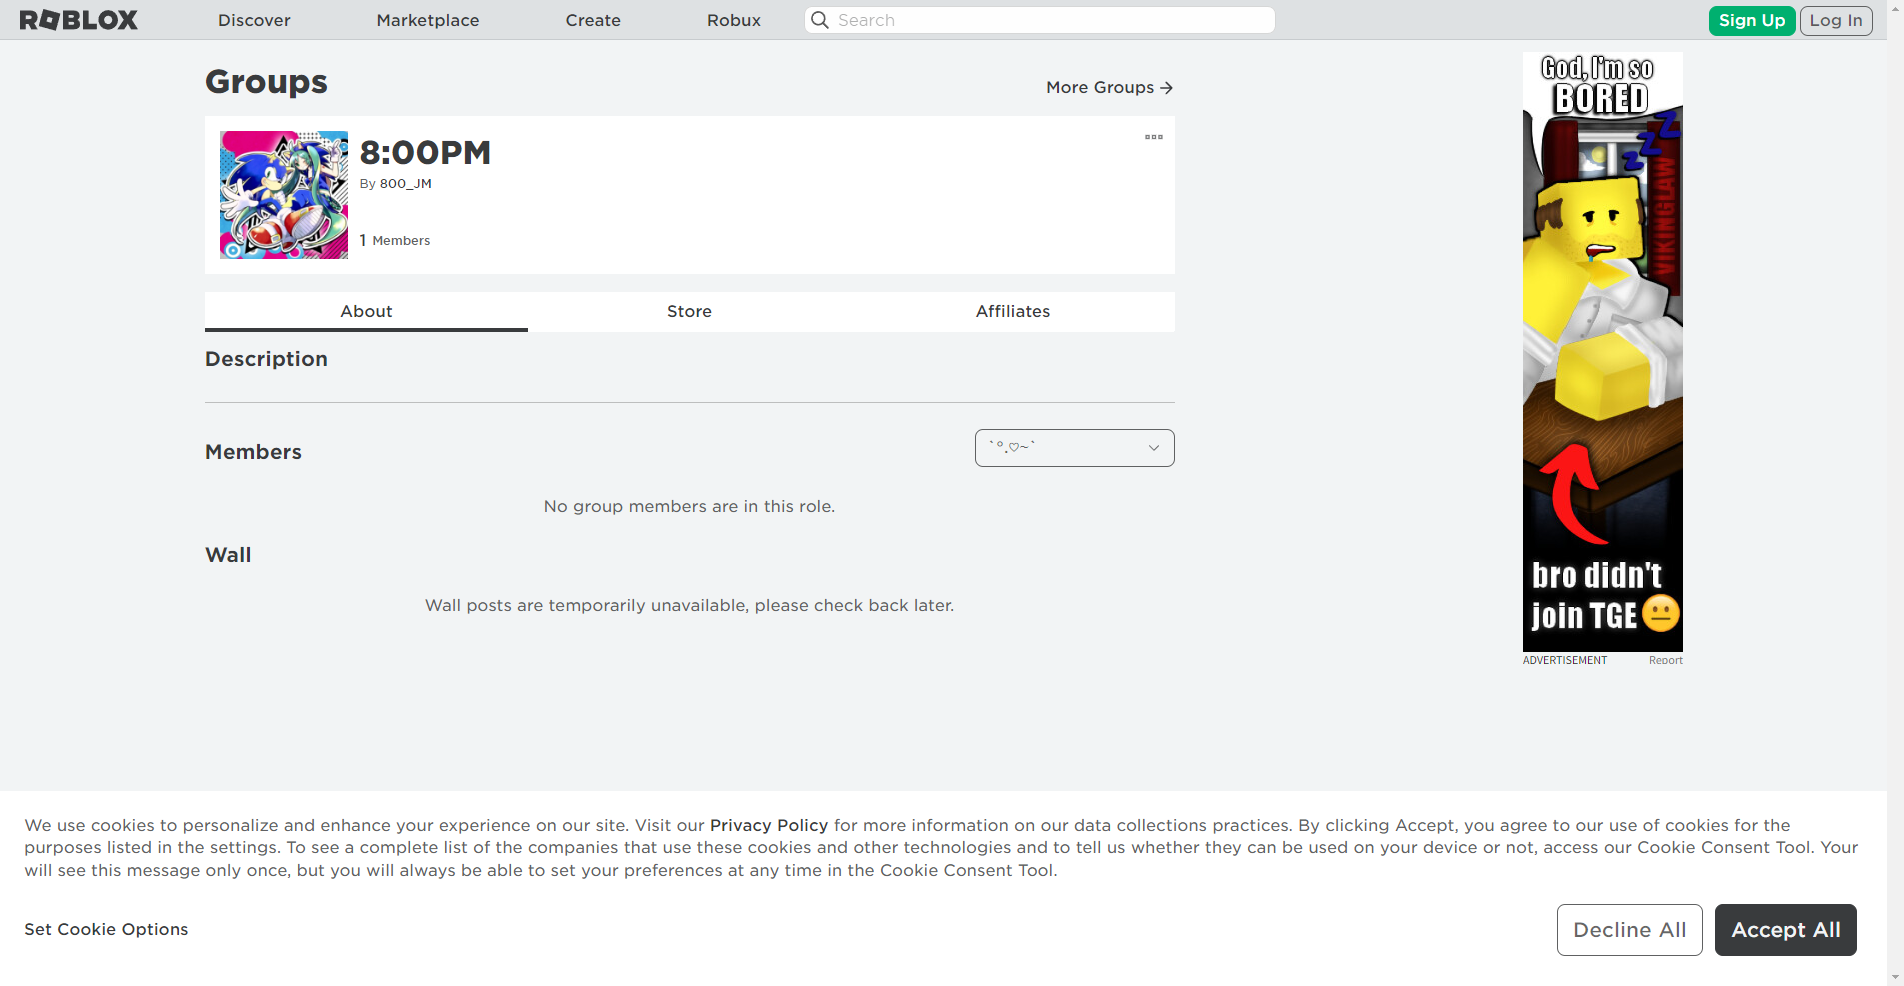 ROBLOX
Discover
Marketplace
Create
Robux
Search
Sign Up
Log In
Groups
More Groups →
8:00PM
By 800_JM
1 Members
About
Store
Affiliates
Description
Members
`°.♡~`
No group members are in this role.
Wall
Wall posts are temporarily unavailable, please check back later.
God, I'm so
BORED
zzz
VIKINGLAW
bro didn't
join TGE 😐
ADVERTISEMENT
Report
We use cookies to personalize and enhance your experience on our site. Visit our Privacy Policy for more information on our data collections practices. By clicking Accept, you agree to our use of cookies for the
purposes listed in the settings. To see a complete list of the companies that use these cookies and other technologies and to tell us whether they can be used on your device or not, access our Cookie Consent Tool. Your
will see this message only once, but you will always be able to set your preferences at any time in the Cookie Consent Tool.
Set Cookie Options
Decline All
Accept All